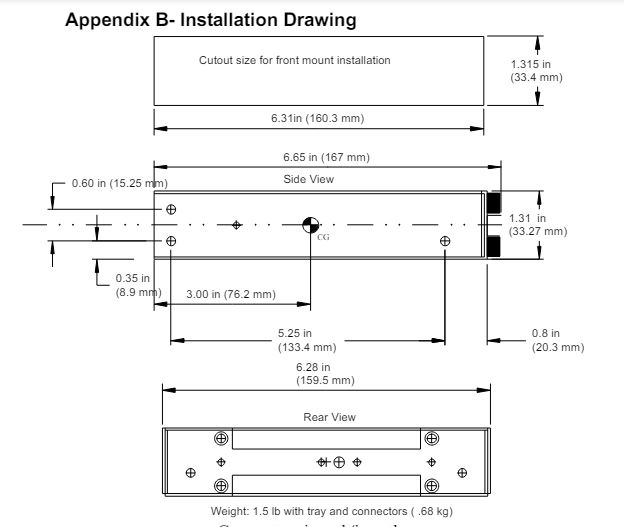 Appendix B- Installation Drawing
Cutout size for front mount installation
1.315 in
(33.4 mm)
6.31in (160.3 mm)
6.65 in (167 mm)
0.60 in (15.25 mm)
Side View
1.31 in
(33.27 mm)
CG
0.35 in
(8.9 mm)
3.00 in (76.2 mm)
5.25 in
(133.4 mm)
0.8 in
(20.3 mm)
6.28 in
(159.5 mm)
Rear View
Weight: 1.5 lb with tray and connectors ( .68 kg)